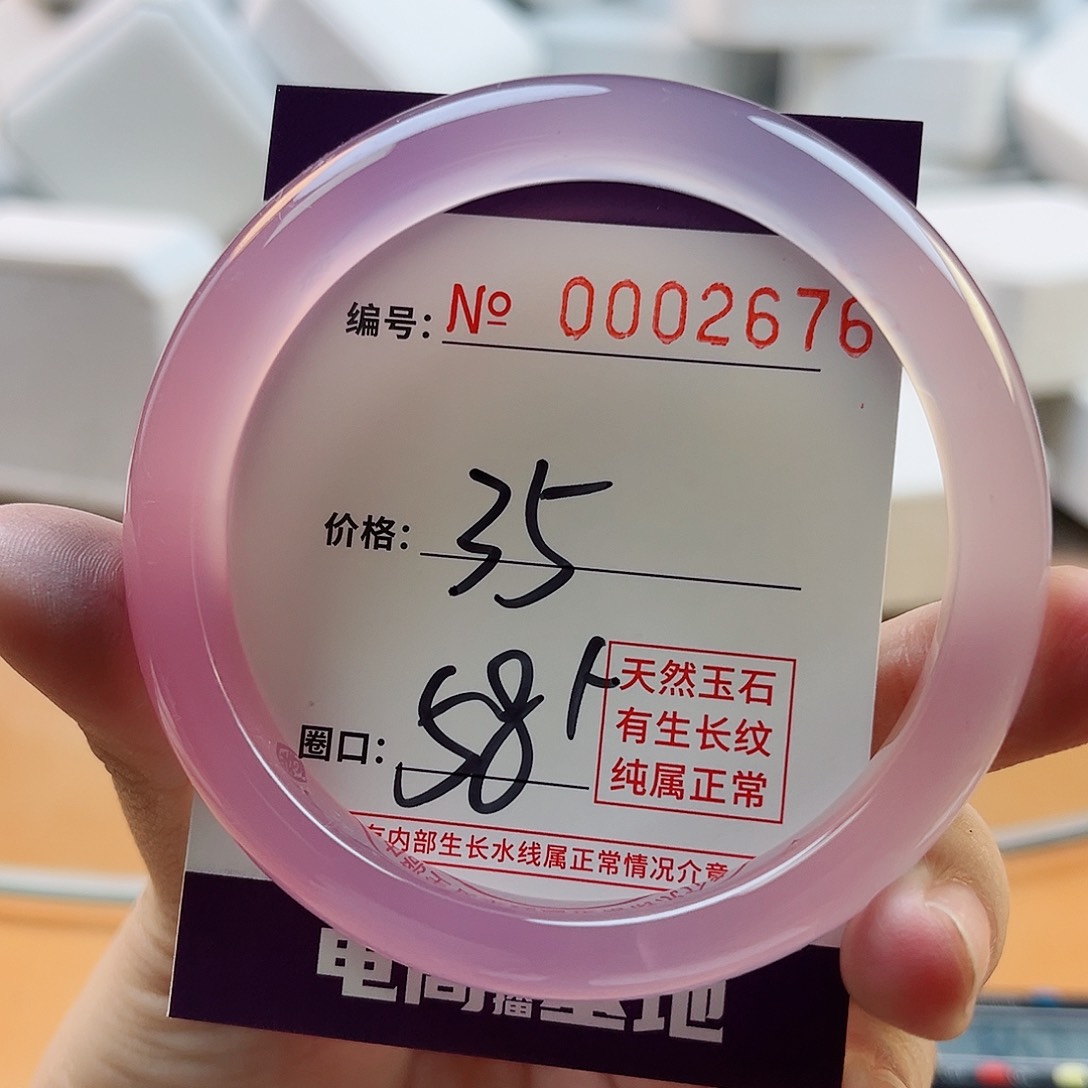 编号: № 0002676
价格: 35
圈口: 58+
天然玉石
有生长纹
纯属正常
内部生长水线属正常情况介意
电商播基地